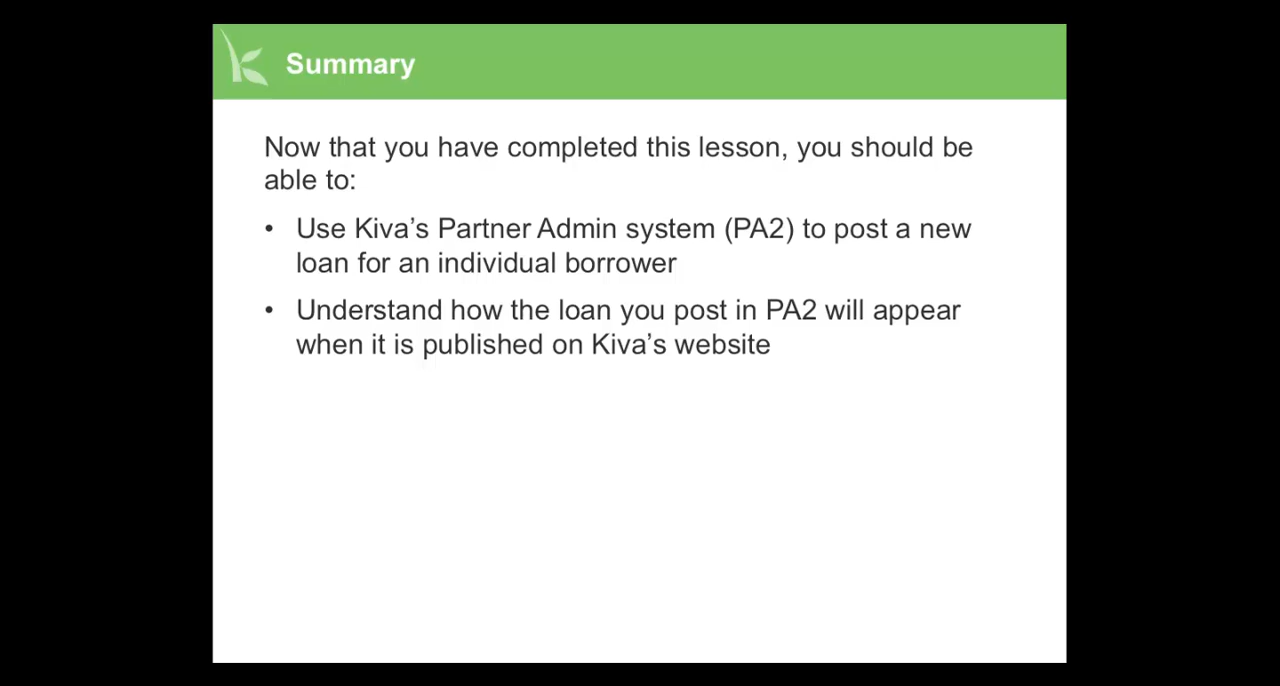 Summary
Now that you have completed this lesson, you should be
able to:
• Use Kiva’s Partner Admin system (PA2) to post a new
loan for an individual borrower
• Understand how the loan you post in PA2 will appear
when it is published on Kiva’s website